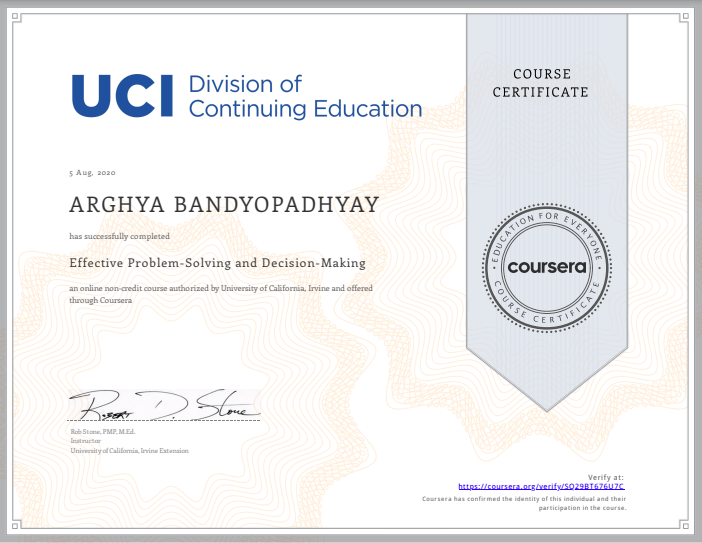 UCI Division of
Continuing Education
COURSE
CERTIFICATE
5 Aug, 2020
ARGHYA BANDYOPADHYAY
has successfully completed
Effective Problem-Solving and Decision-Making
an online non-credit course authorized by University of California, Irvine and offered
through Coursera
EDUCATION FOR EVERYONE
coursera
COURSE CERTIFICATE
Robert D. Stone
Rob Stone, PMP, M.Ed.
Instructor
University of California, Irvine Extension
Verify at:
https://coursera.org/verify/SQ29BT676U7C
Coursera has confirmed the identity of this individual and their
participation in the course.